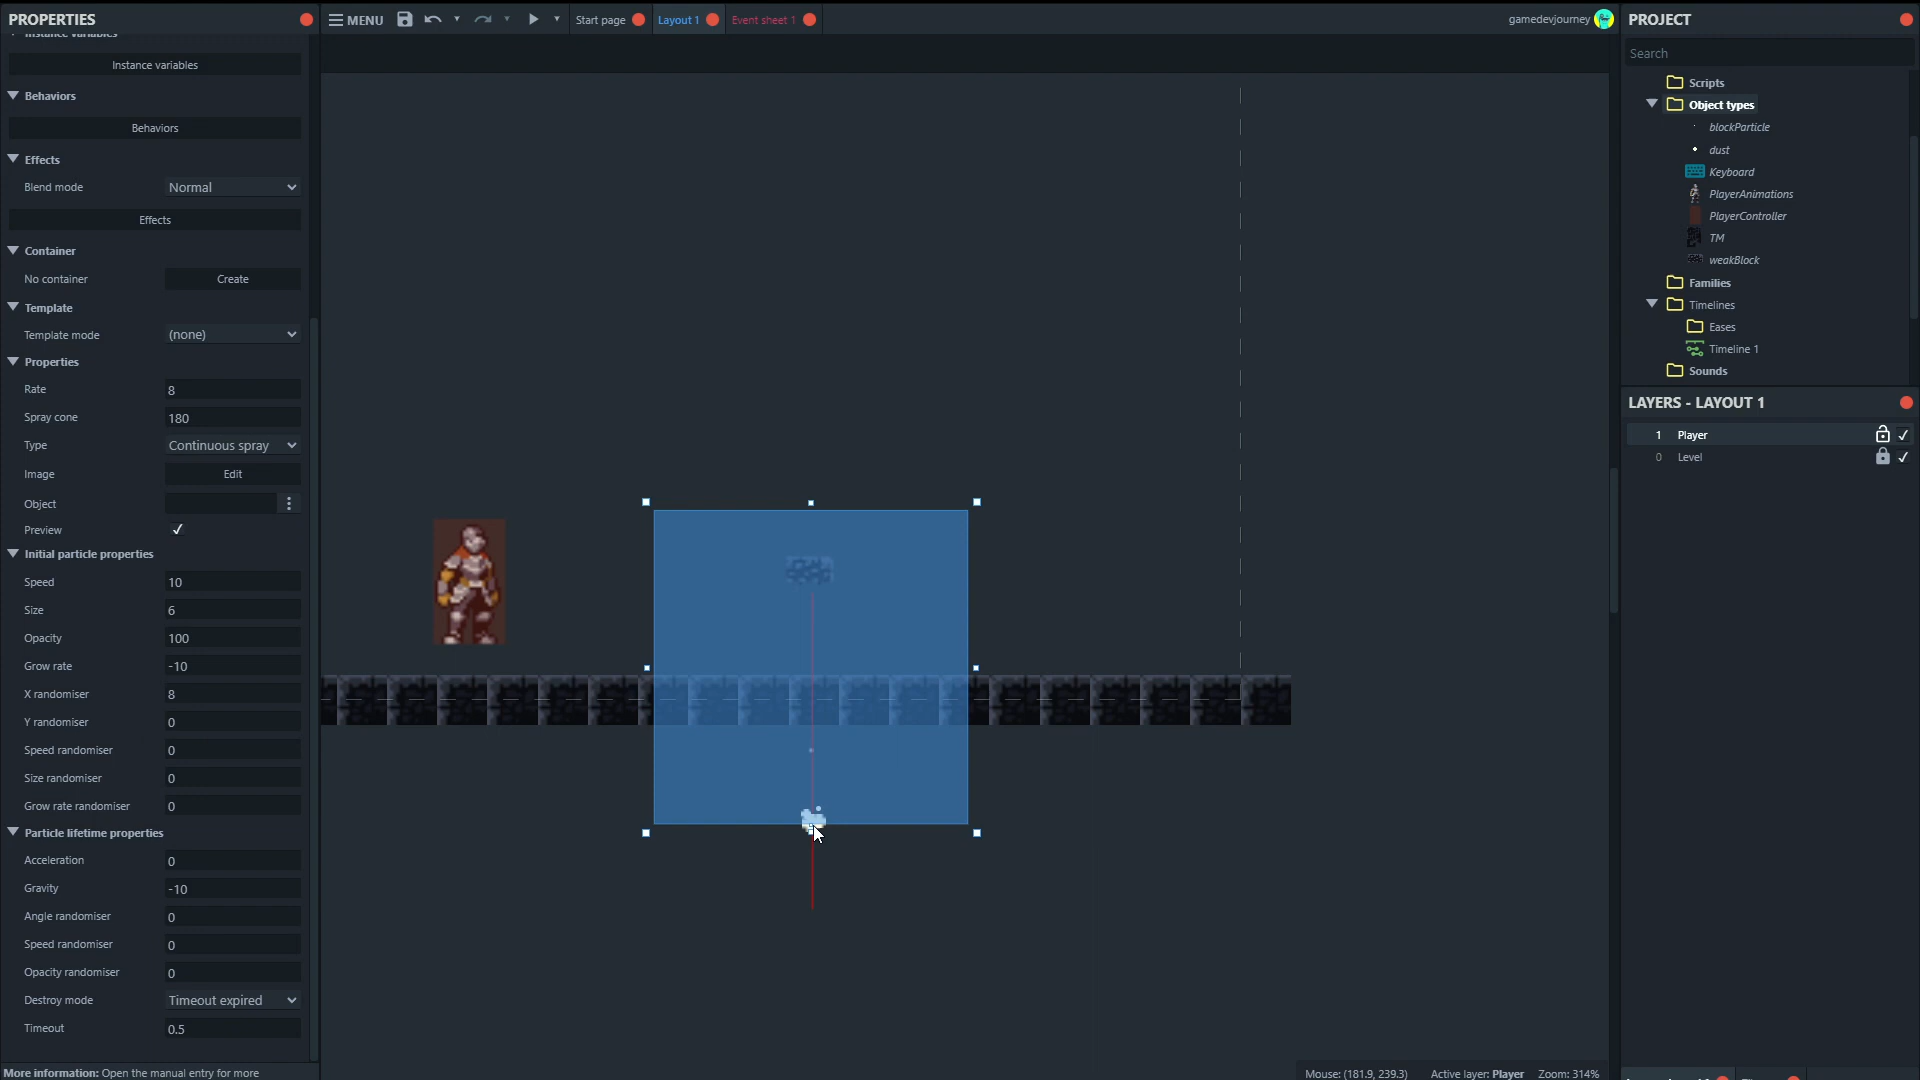 PROPERTIES
Instance variables
Instance variables
Behaviors
Behaviors
Effects
Blend mode Normal
Effects
Container
No container Create
Template
Template mode (none)
Properties
Rate 8
Spray cone 180
Type Continuous spray
Image Edit
Object
Preview
Initial particle properties
Speed 10
Size 6
Opacity 100
Grow rate -10
X randomiser 8
Y randomiser 0
Speed randomiser 0
Size randomiser 0
Grow rate randomiser 0
Particle lifetime properties
Acceleration 0
Gravity -10
Angle randomiser 0
Speed randomiser 0
Opacity randomiser 0
Destroy mode Timeout expired
Timeout 0.5
More information: Open the manual entry for more
MENU Start page Layout 1 Event sheet 1 gamedevjourney
Mouse: (181.9, 239.3) Active layer: Player Zoom: 314%
PROJECT
Search
Scripts
Object types
blockParticle
dust
Keyboard
PlayerAnimations
PlayerController
TM
weakBlock
Families
Timelines
Eases
Timeline 1
Sounds
LAYERS - LAYOUT 1
1 Player
0 Level